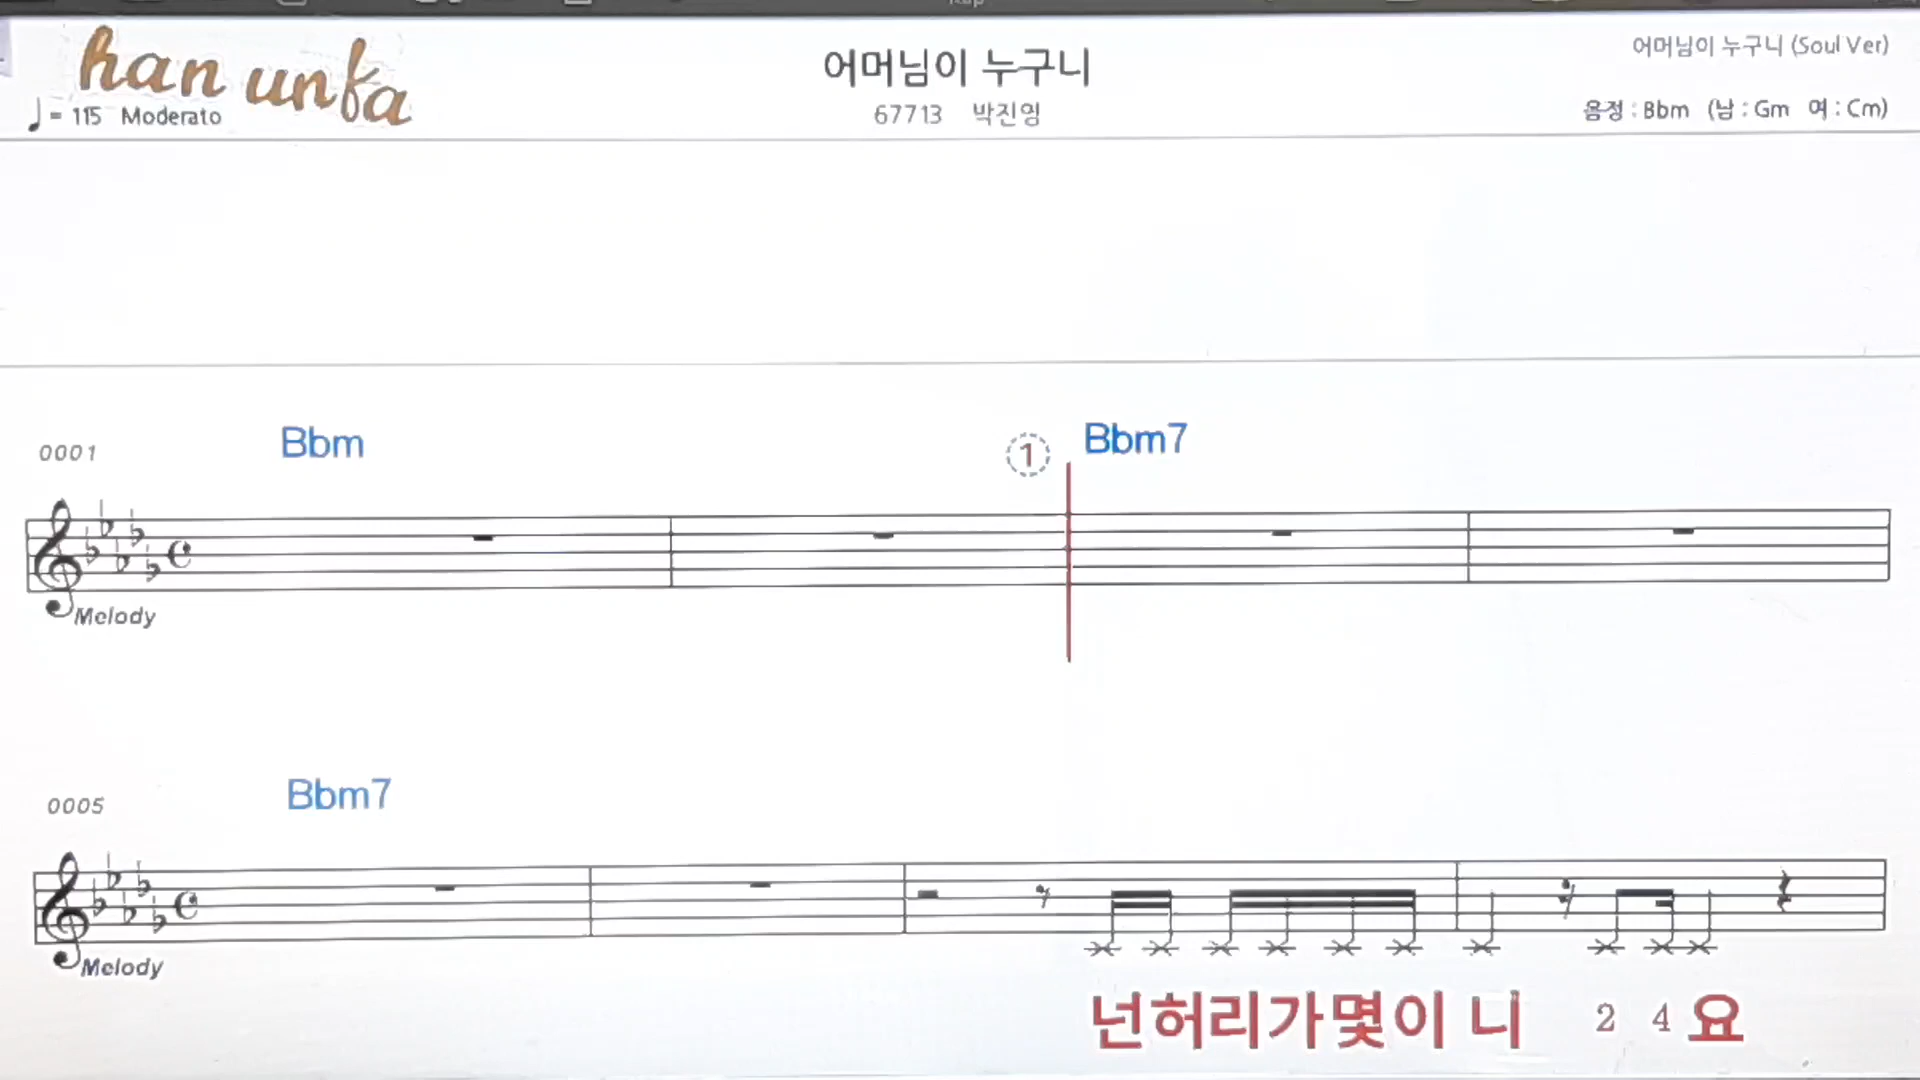 han unfa
어머님이 누구니
어머님이 누구니 (Soul Ver)
♩= 115 Moderato
67713 박진영
음정 : Bbm (남 : Gm 여 : Cm)
0001 Bbm ① Bbm7
Melody
0005 Bbm7
Melody
넌허리가몇이 니 2 4 요